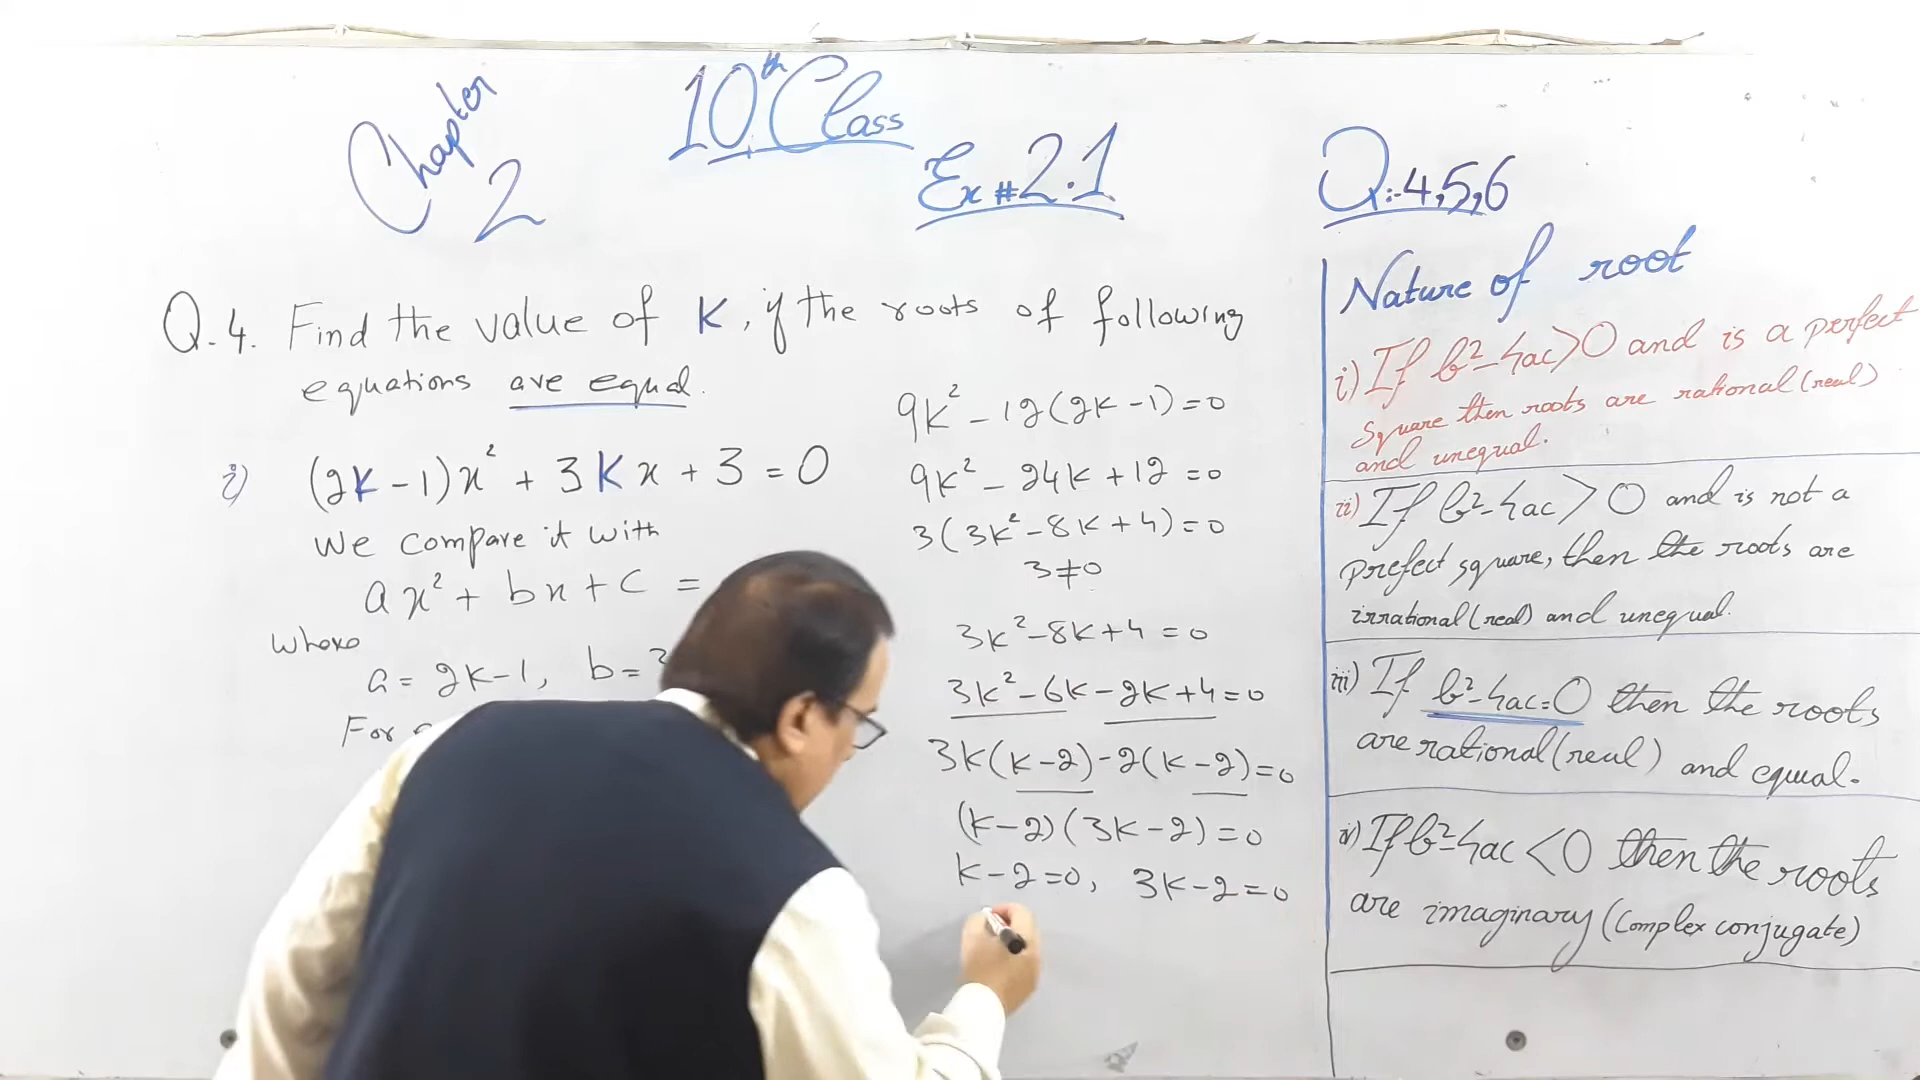 Chapter
2
10th Class
Ex # 2.1
Q:-4,5,6
Q.4. Find the value of K, if the roots of following
equations are equal.
i) (2K-1)x² + 3Kx + 3 = 0
We compare it with
ax² + bx + c =
where
a = 2K-1, b = 3
For
9K² - 12(2K-1) = 0
9K² - 24K + 12 = 0
3(3K² - 8K + 4) = 0
3 ≠ 0
3K² - 8K + 4 = 0
3K² - 6K - 2K + 4 = 0
3K(K-2) - 2(K-2) = 0
(K-2)(3K-2) = 0
K-2=0, 3K-2=0
Nature of root
i) If b²-4ac>0 and is a perfect
Square then roots are rational (real)
and unequal.
ii) If b²-4ac > 0 and is not a
prefect square, then the roots are
irrational (real) and unequal.
iii) If b²-4ac=0 then the roots
are rational (real) and equal.
iv) If b²-4ac <0 then the roots
are imaginary (Complex conjugate)